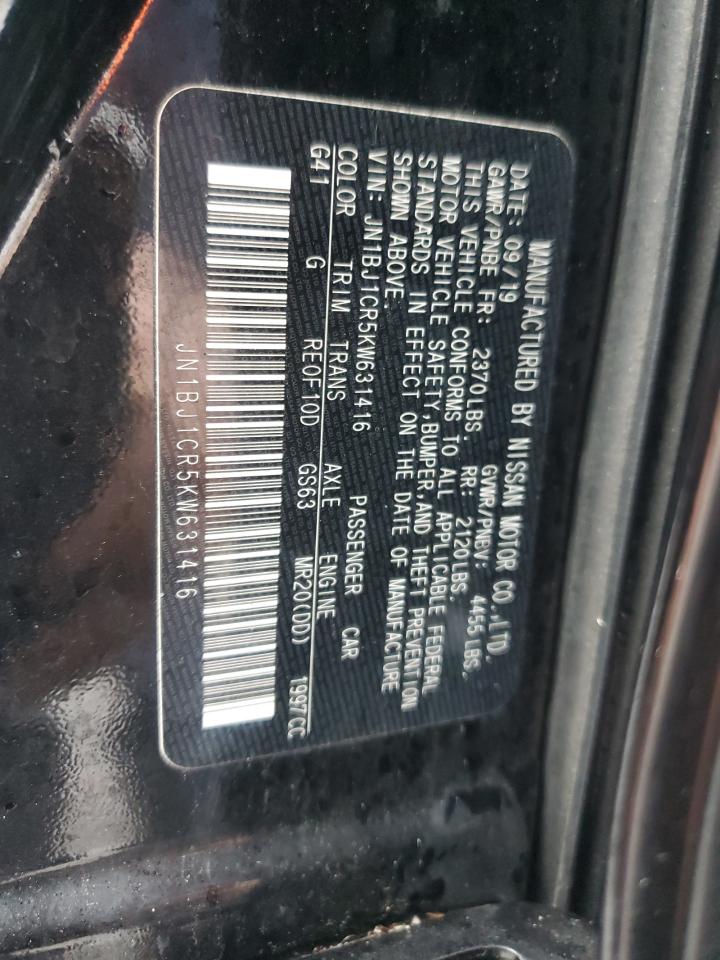 MANUFACTURED BY NISSAN MOTOR CO.,LTD.
DATE: 09/19 GVWR/PNBV: 4455 LBS.
GAWR/PNBE FR: 2370LBS. RR: 2120LBS.
THIS VEHICLE CONFORMS TO ALL APPLICABLE FEDERAL
MOTOR VEHICLE SAFETY,BUMPER,AND THEFT PREVENTION
STANDARDS IN EFFECT ON THE DATE OF MANUFACTURE
SHOWN ABOVE.
VIN: JN1BJ1CR5KW631416 PASSENGER CAR
COLOR TRIM TRANS AXLE ENGINE
G41 G REOF10D GS63 MR20(DD) 1997CC
JN1BJ1CR5KW631416